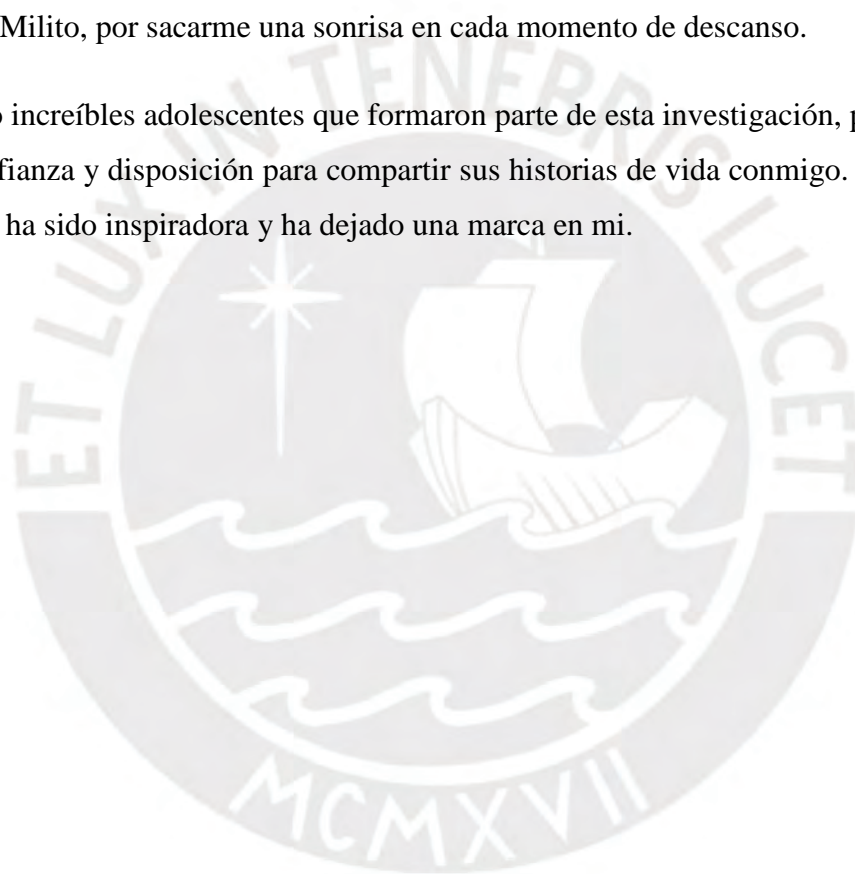 Milito, por sacarme una sonrisa en cada momento de descanso.
increíbles adolescentes que formaron parte de esta investigación,
fianza y disposición para compartir sus historias de vida conmigo.
ha sido inspiradora y ha dejado una marca en mi.
ET LUX IN TENEBRIS LUCET
MCMXVII